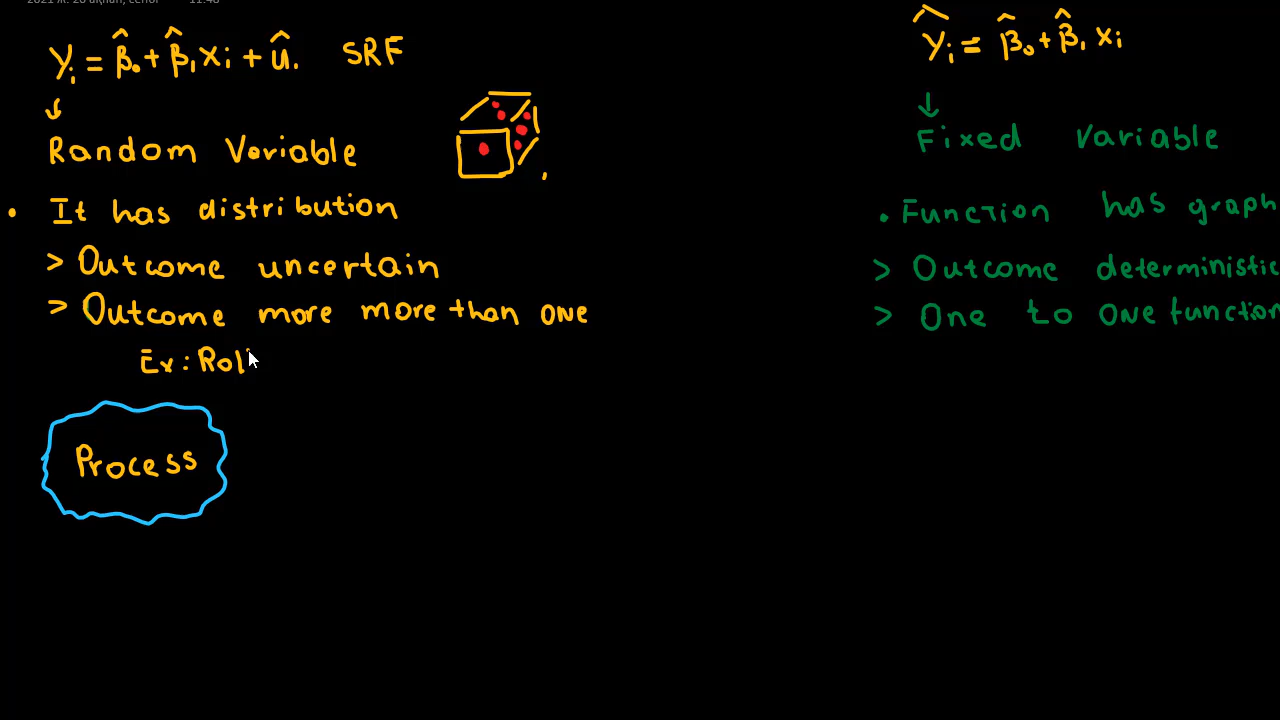 Yi = β̂₀ + β̂₁xi + û. SRF
Random Variable
• It has distribution
> Outcome uncertain
> Outcome more more than one
Ex: Rol
Process
Ŷi = β̂₀ + β̂₁xi
Fixed variable
• Function has graph
> Outcome deterministic
> One to one function